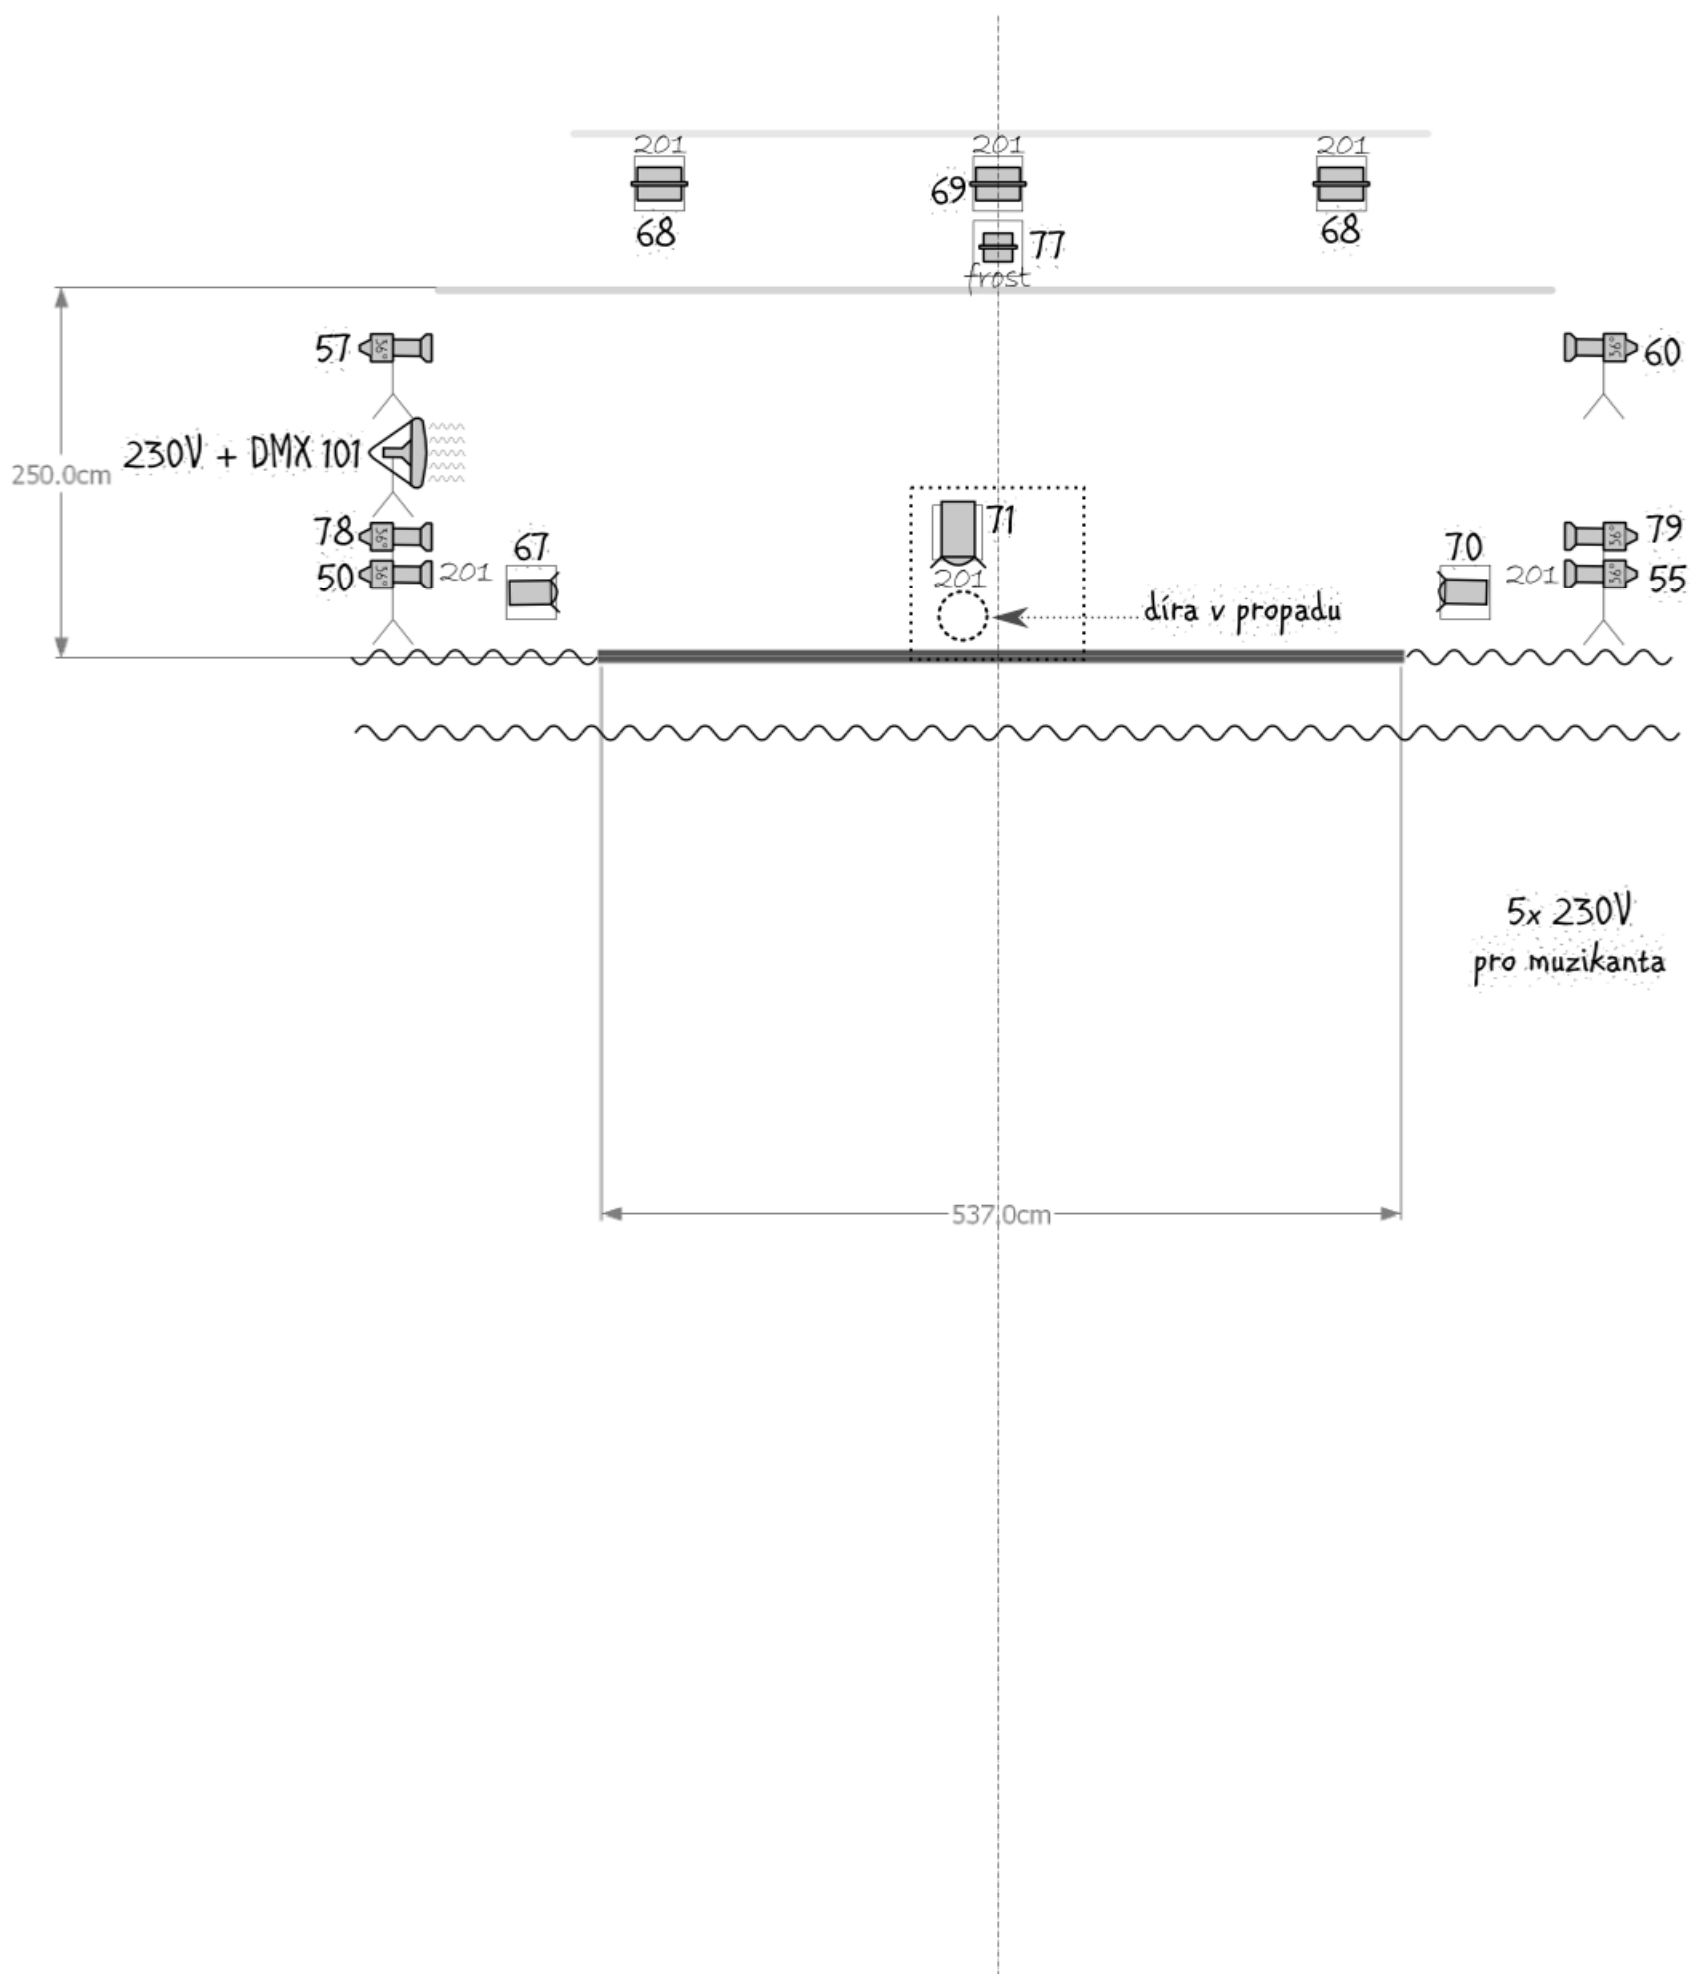 201 201 201
69
68 77 68
frost
57 60
230V + DMX 101
250.0cm
78 67 71 70 79
50 201 201 201 55
díra v propadu
5x 230V
pro muzikanta
537.0cm